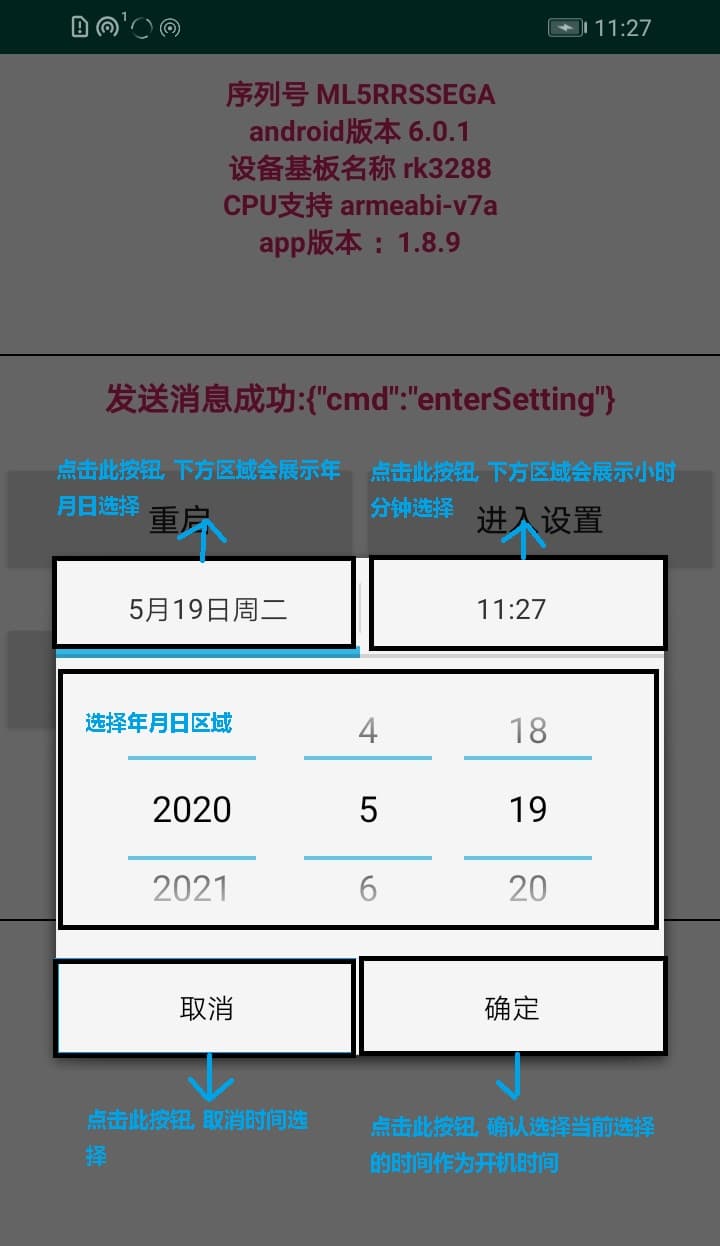 1 11:27
序列号 ML5RRSSEGA
android版本 6.0.1
设备基板名称 rk3288
CPU支持 armeabi-v7a
app版本 : 1.8.9
发送消息成功:{"cmd":"enterSetting"}
点击此按钮, 下方区域会展示年
月日选择
点击此按钮, 下方区域会展示小时
分钟选择
重启
进入设置
5月19日周二
11:27
选择年月日区域
4 18
2020 5 19
2021 6 20
取消
确定
点击此按钮, 取消时间选
择
点击此按钮, 确认选择当前选择
的时间作为开机时间